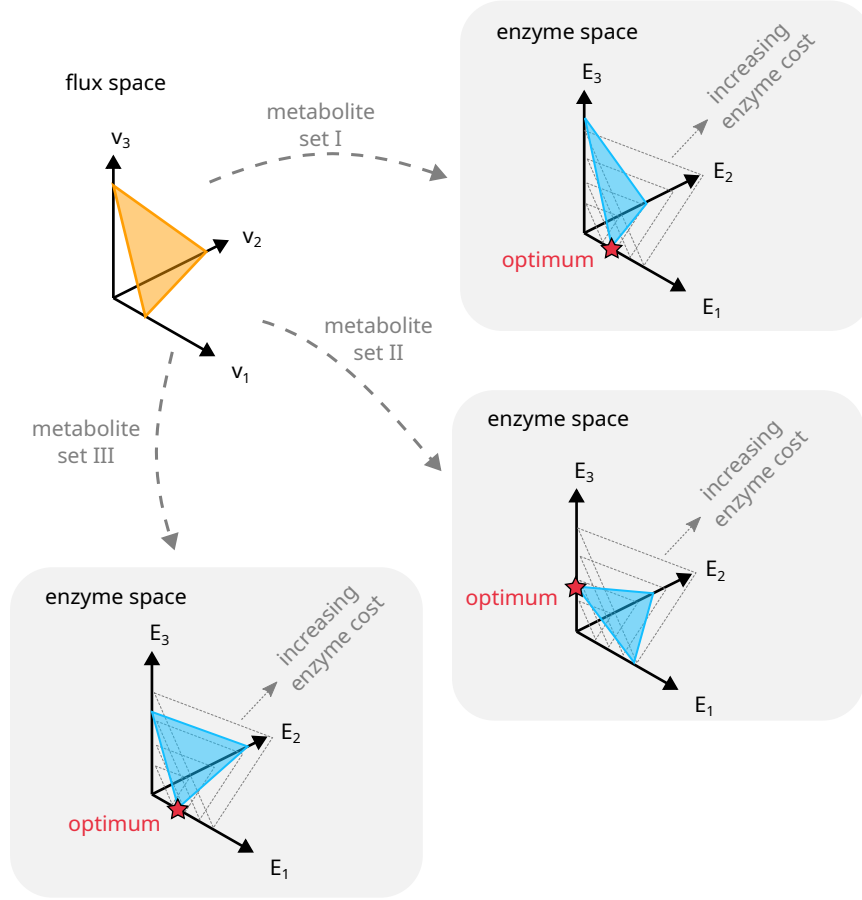 flux space
v3
v2
v1
metabolite
set I
metabolite
set II
metabolite
set III
enzyme space
E3
increasing
enzyme cost
E2
optimum
E1
enzyme space
E3
increasing
enzyme cost
E2
optimum
E1
enzyme space
E3
increasing
enzyme cost
E2
optimum
E1